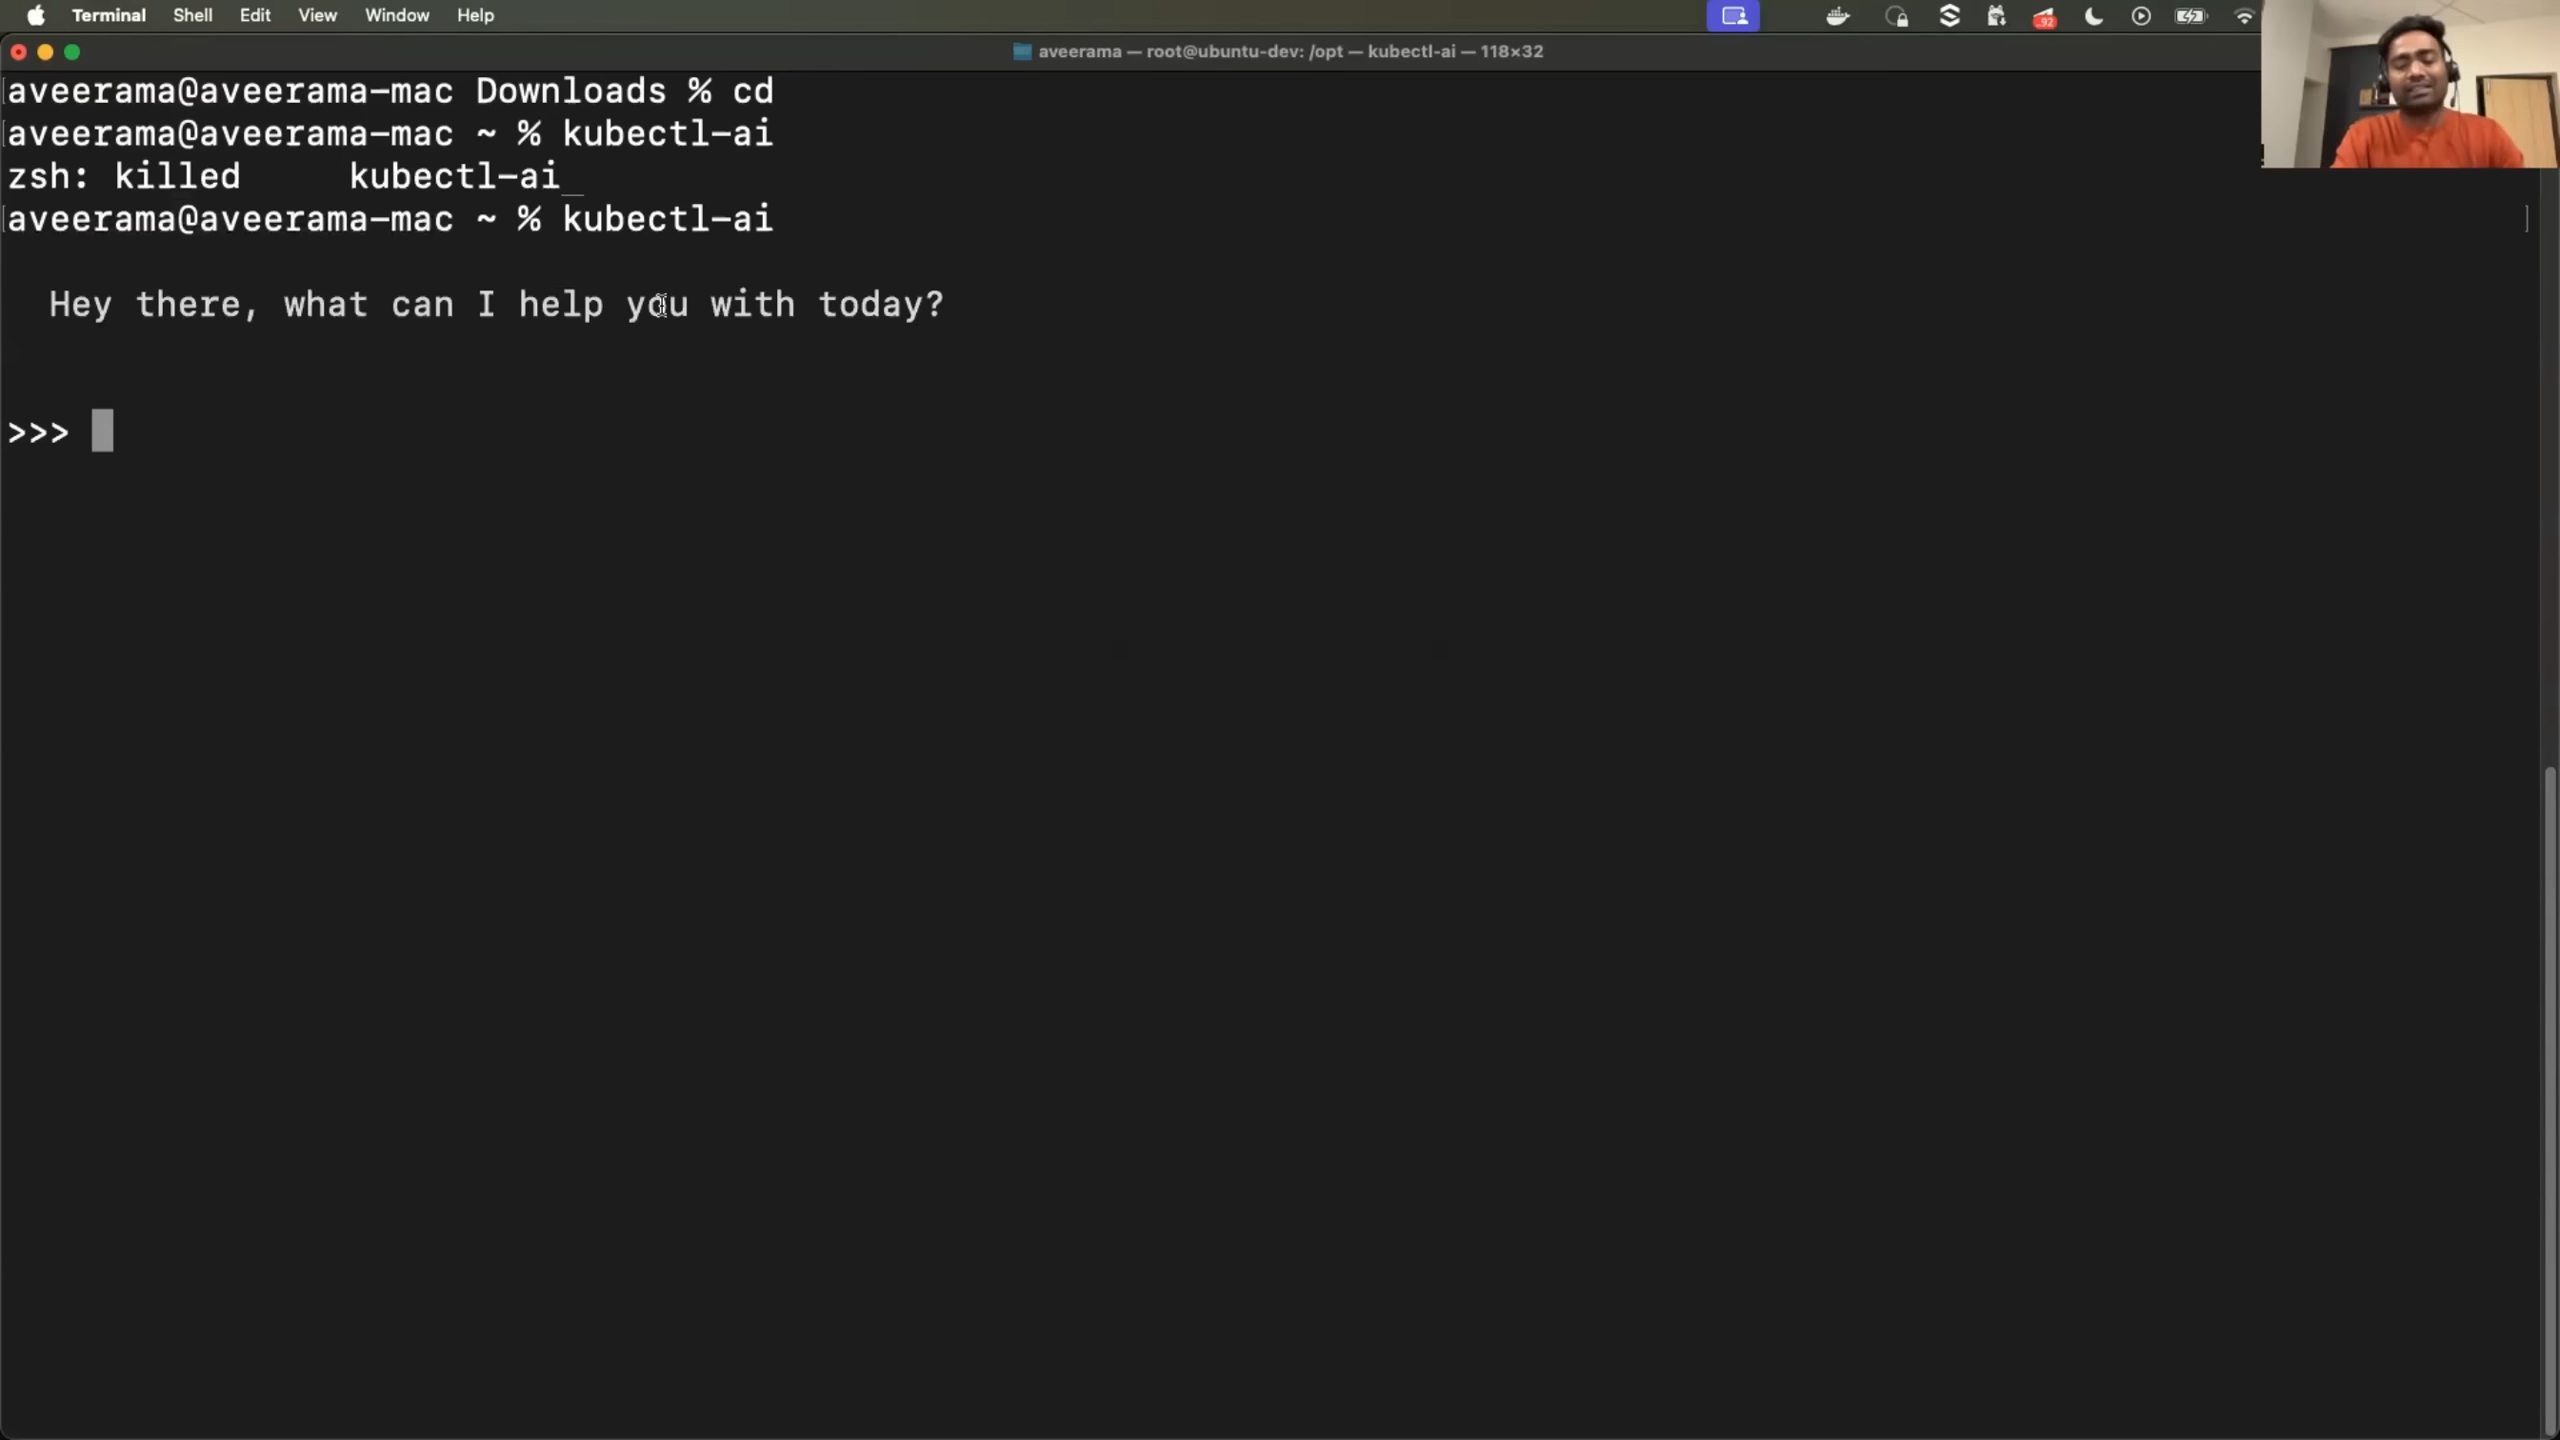 Terminal Shell Edit View Window Help
92
aveerama — root@ubuntu-dev: /opt — kubectl-ai — 118×32
[aveerama@aveerama-mac Downloads % cd
[aveerama@aveerama-mac ~ % kubectl-ai
zsh: killed     kubectl-ai_
[aveerama@aveerama-mac ~ % kubectl-ai ]
Hey there, what can I help you with today?
>>>